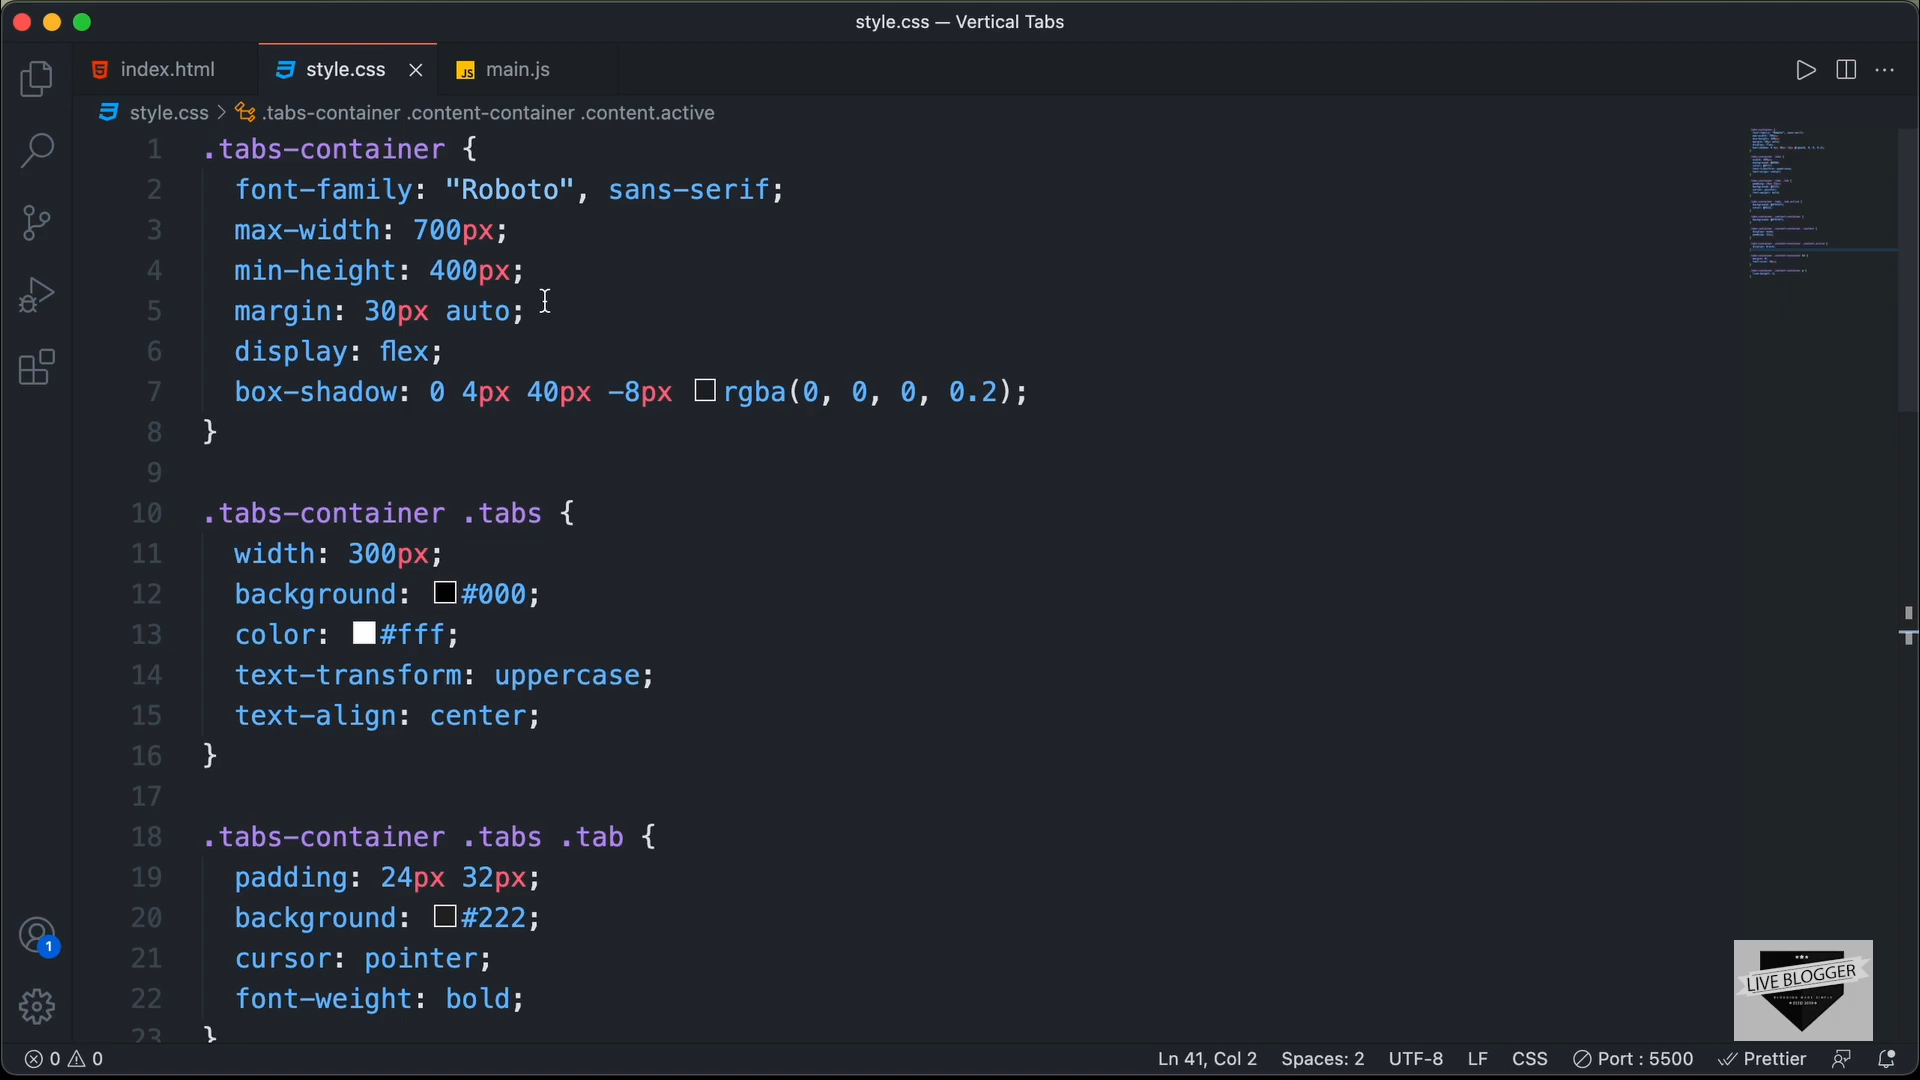 style.css — Vertical Tabs
index.html
style.css
main.js
style.css > .tabs-container .content-container .content.active
1 .tabs-container {
2 font-family: "Roboto", sans-serif;
3 max-width: 700px;
4 min-height: 400px;
5 margin: 30px auto;
6 display: flex;
7 box-shadow: 0 4px 40px -8px rgba(0, 0, 0, 0.2);
8 }
9
10 .tabs-container .tabs {
11 width: 300px;
12 background: #000;
13 color: #fff;
14 text-transform: uppercase;
15 text-align: center;
16 }
17
18 .tabs-container .tabs .tab {
19 padding: 24px 32px;
20 background: #222;
21 cursor: pointer;
22 font-weight: bold;
23 }
1
LIVE BLOGGER
0 0 Ln 41, Col 2 Spaces: 2 UTF-8 LF CSS Port : 5500 Prettier